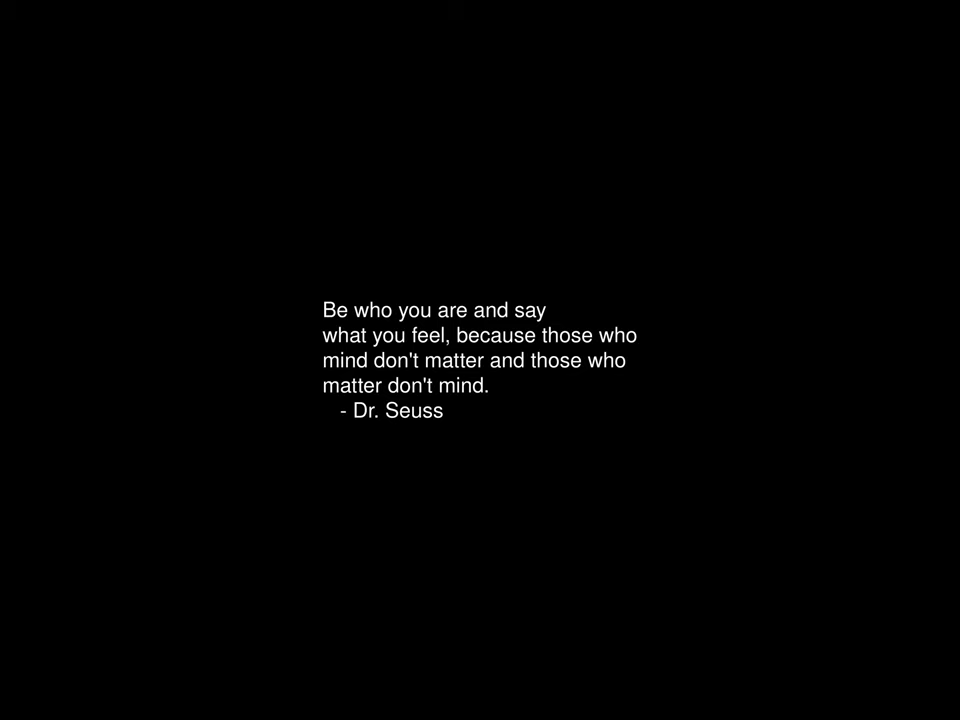 Be who you are and say
what you feel, because those who
mind don't matter and those who
matter don't mind.
- Dr. Seuss